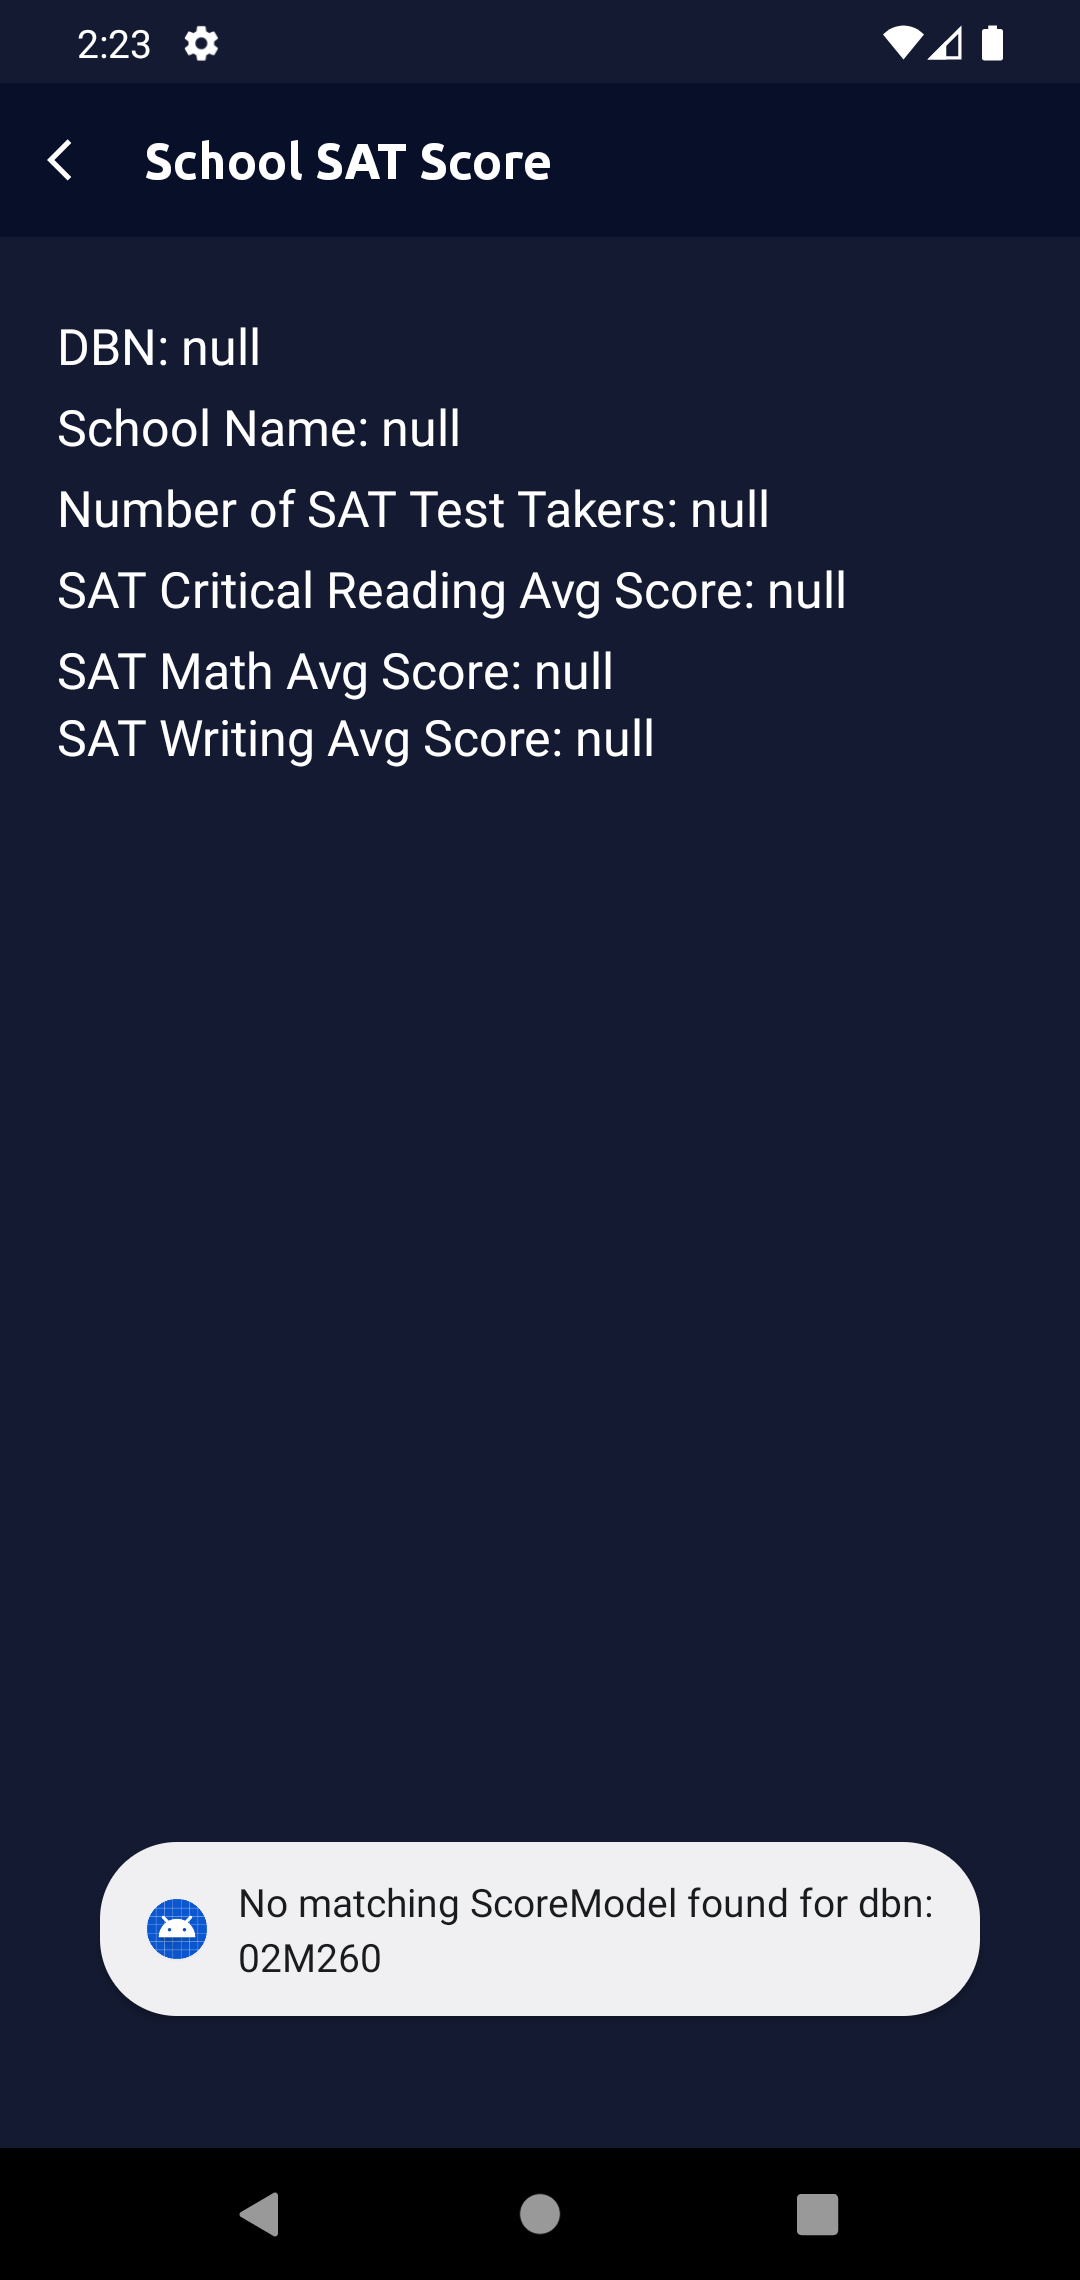 2:23
School SAT Score
DBN: null
School Name: null
Number of SAT Test Takers: null
SAT Critical Reading Avg Score: null
SAT Math Avg Score: null
SAT Writing Avg Score: null
No matching ScoreModel found for dbn:
02M260